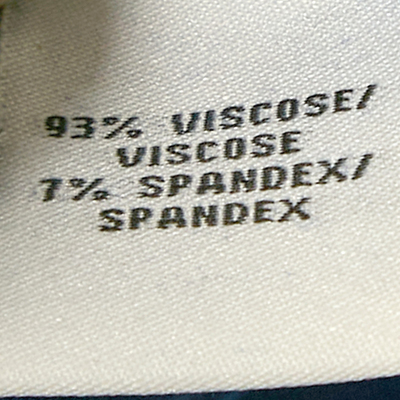 93% VISCOSE/
VISCOSE
7% SPANDEX/
SPANDEX